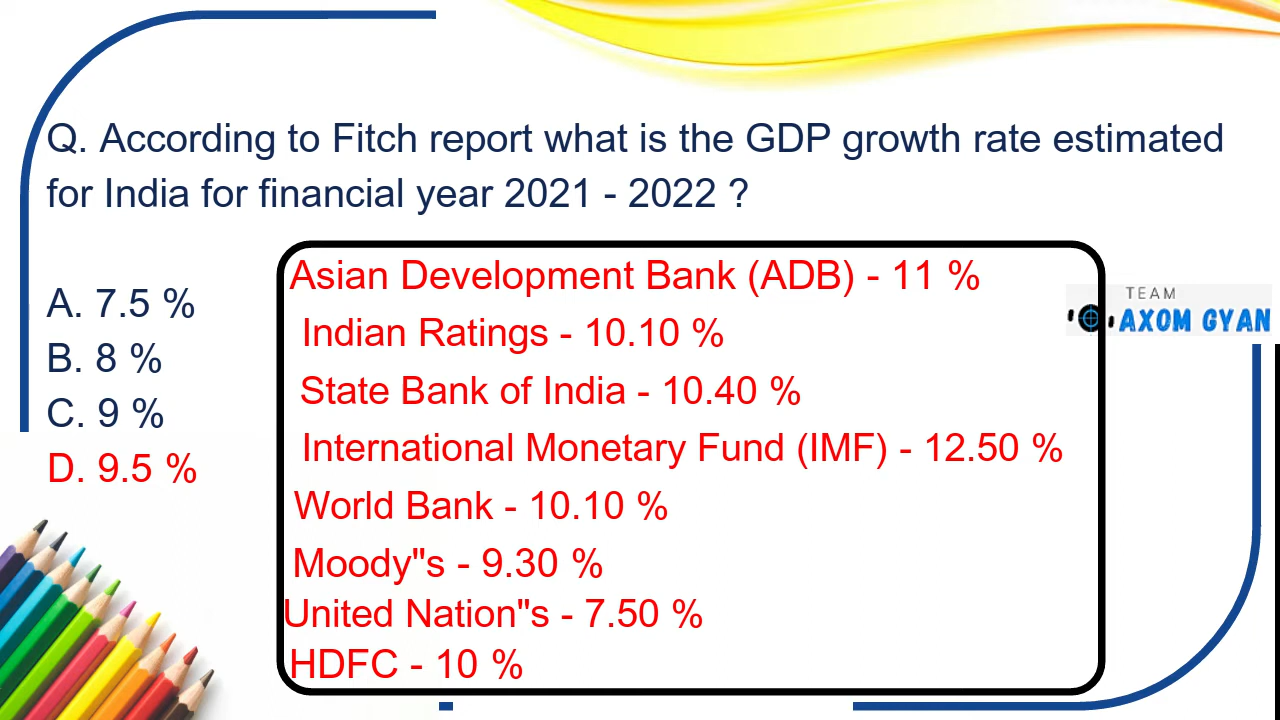 Q. According to Fitch report what is the GDP growth rate estimated
for India for financial year 2021 - 2022 ?
A. 7.5 %
B. 8 %
C. 9 %
D. 9.5 %
Asian Development Bank (ADB) - 11 %
Indian Ratings - 10.10 %
State Bank of India - 10.40 %
International Monetary Fund (IMF) - 12.50 %
World Bank - 10.10 %
Moody"s - 9.30 %
United Nation"s - 7.50 %
HDFC - 10 %
TEAM
AXOM GYAN